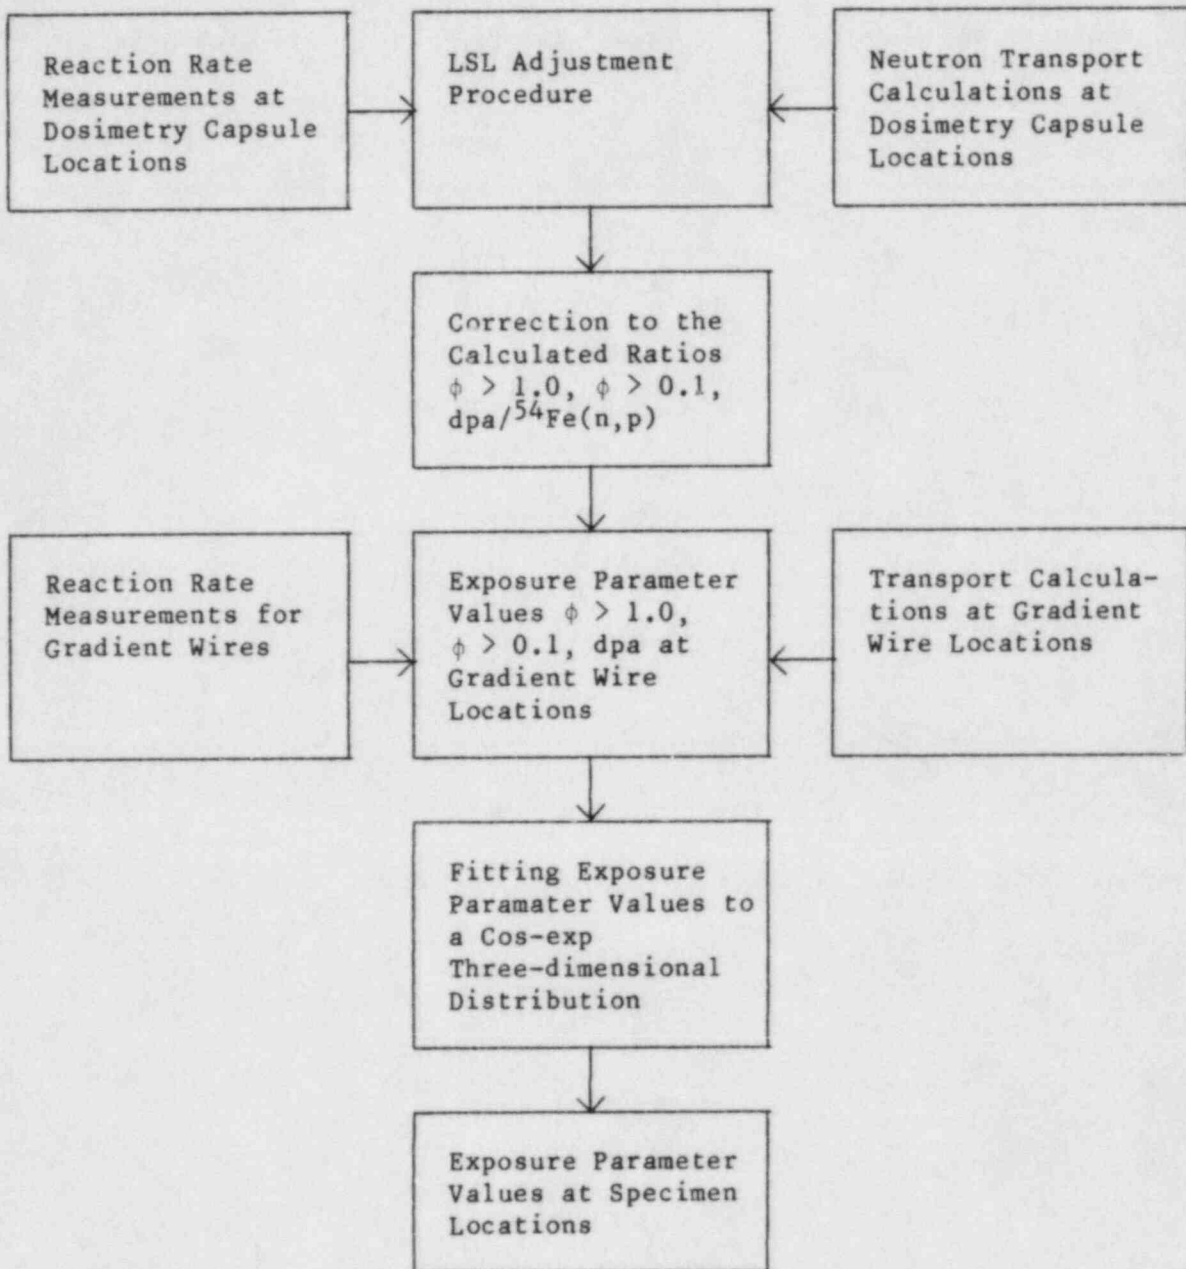 Reaction Rate
Measurements at
Dosimetry Capsule
Locations
LSL Adjustment
Procedure
Neutron Transport
Calculations at
Dosimetry Capsule
Locations
Correction to the
Calculated Ratios
ϕ > 1.0, ϕ > 0.1,
dpa/⁵⁴Fe(n,p)
Reaction Rate
Measurements for
Gradient Wires
Exposure Parameter
Values ϕ > 1.0,
ϕ > 0.1, dpa at
Gradient Wire
Locations
Transport Calcula-
tions at Gradient
Wire Locations
Fitting Exposure
Paramater Values to
a Cos-exp
Three-dimensional
Distribution
Exposure Parameter
Values at Specimen
Locations